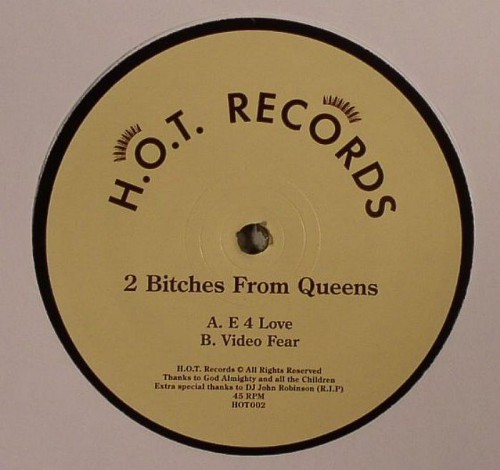 H.O.T. RECORDS
2 Bitches From Queens
A. E 4 Love
B. Video Fear
H.O.T. Records © All Rights Reserved
Thanks to God Almighty and all the Children
Extra special thanks to DJ John Robinson (R.I.P)
45 RPM
HOT002